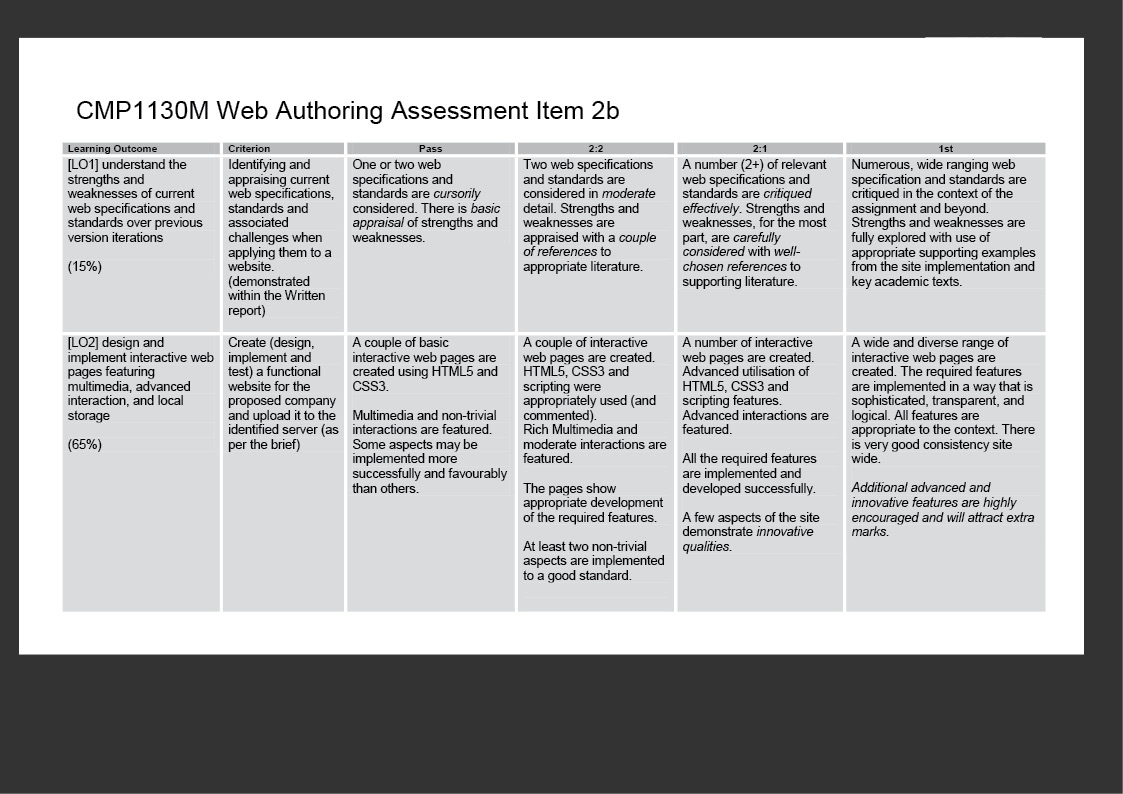 CMP1130M Web Authoring Assessment Item 2b
Learning Outcome
Criterion
Pass
2:2
2:1
1st
[LO1] understand the
strengths and
weaknesses of current
web specifications and
standards over previous
version iterations
(15%)
Identifying and
appraising current
web specifications,
standards and
associated
challenges when
applying them to a
website.
(demonstrated
within the Written
report)
One or two web
specifications and
standards are cursorily
considered. There is basic
appraisal of strengths and
weaknesses.
Two web specifications
and standards are
considered in moderate
detail. Strengths and
weaknesses are
appraised with a couple
of references to
appropriate literature.
A number (2+) of relevant
web specifications and
standards are critiqued
effectively. Strengths and
weaknesses, for the most
part, are carefully
considered with well-
chosen references to
supporting literature.
Numerous, wide ranging web
specification and standards are
critiqued in the context of the
assignment and beyond.
Strengths and weaknesses are
fully explored with use of
appropriate supporting examples
from the site implementation and
key academic texts.
[LO2] design and
implement interactive web
pages featuring
multimedia, advanced
interaction, and local
storage
(65%)
Create (design,
implement and
test) a functional
website for the
proposed company
and upload it to the
identified server (as
per the brief)
A couple of basic
interactive web pages are
created using HTML5 and
CSS3.
Multimedia and non-trivial
interactions are featured.
Some aspects may be
implemented more
successfully and favourably
than others.
A couple of interactive
web pages are created.
HTML5, CSS3 and
scripting were
appropriately used (and
commented).
Rich Multimedia and
moderate interactions are
featured.
The pages show
appropriate development
of the required features.
At least two non-trivial
aspects are implemented
to a good standard.
A number of interactive
web pages are created.
Advanced utilisation of
HTML5, CSS3 and
scripting features.
Advanced interactions are
featured.
All the required features
are implemented and
developed successfully.
A few aspects of the site
demonstrate innovative
qualities.
A wide and diverse range of
interactive web pages are
created. The required features
are implemented in a way that is
sophisticated, transparent, and
logical. All features are
appropriate to the context. There
is very good consistency site
wide.
Additional advanced and
innovative features are highly
encouraged and will attract extra
marks.